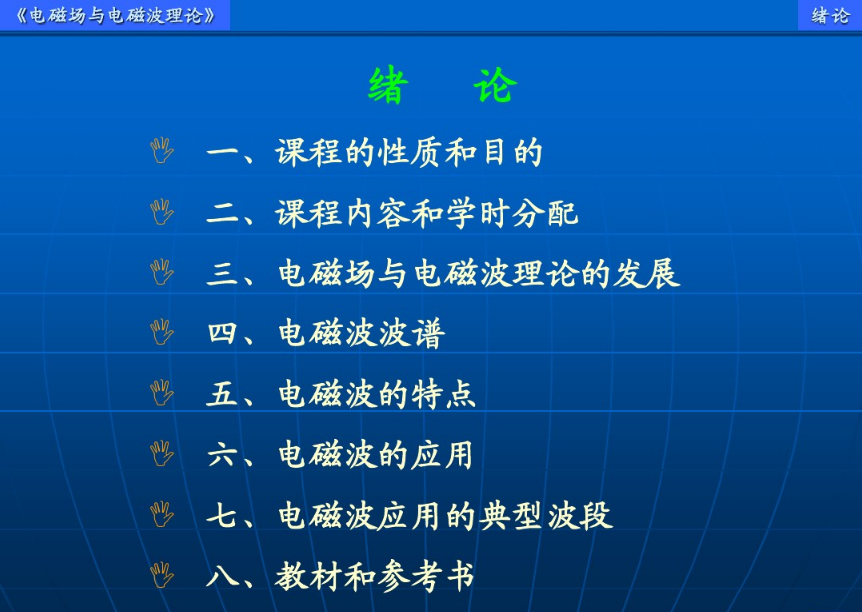 《电磁场与电磁波理论》
绪论
绪 论
一、课程的性质和目的
二、课程内容和学时分配
三、电磁场与电磁波理论的发展
四、电磁波波谱
五、电磁波的特点
六、电磁波的应用
七、电磁波应用的典型波段
八、教材和参考书